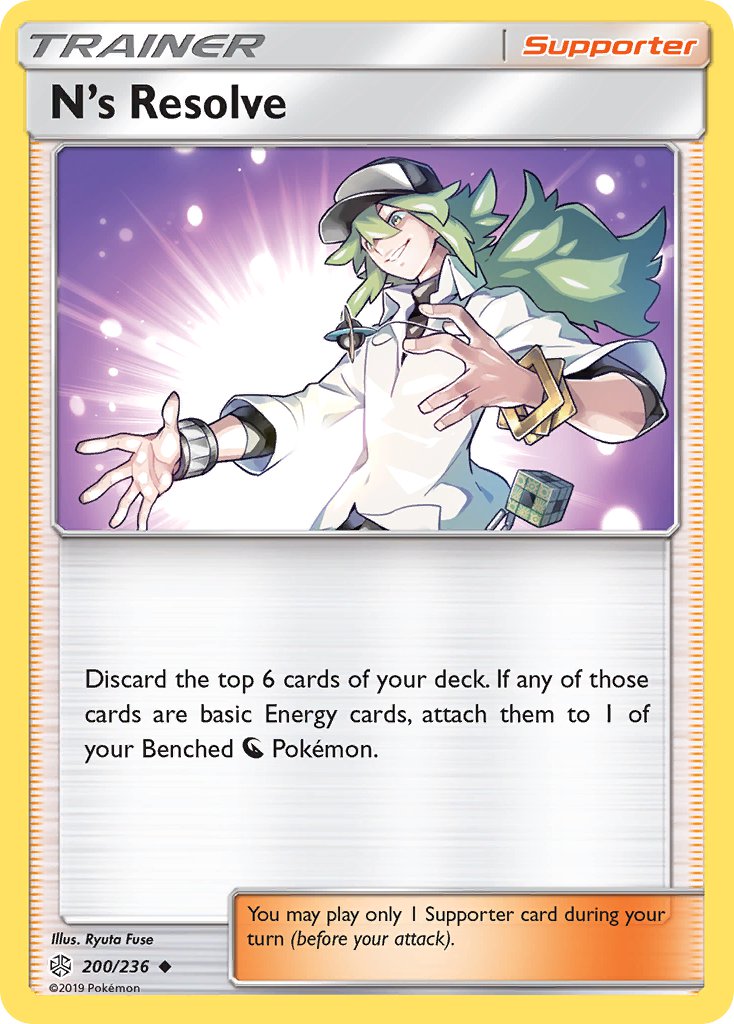 TRAINER
Supporter
N's Resolve
Discard the top 6 cards of your deck. If any of those
cards are basic Energy cards, attach them to 1 of
your Benched Pokémon.
You may play only 1 Supporter card during your
turn (before your attack).
Illus. Ryuta Fuse
200/236
©2019 Pokémon